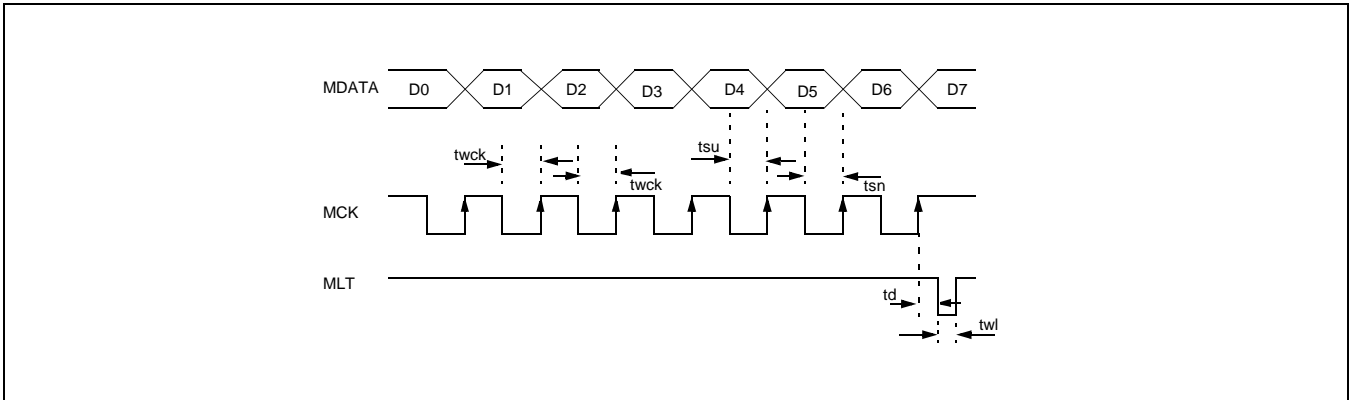 MDATA D0 D1 D2 D3 D4 D5 D6 D7
twck tsu
twck tsn
MCK
MLT
td
twl